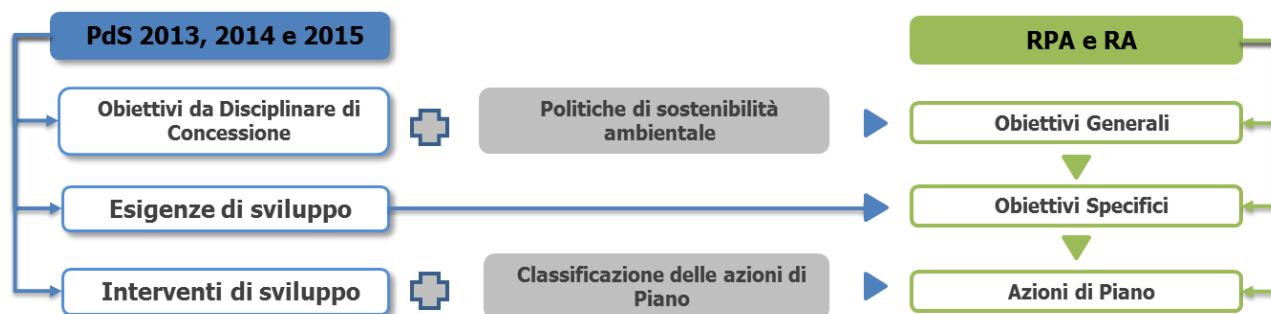 PdS 2013, 2014 e 2015
RPA e RA
Obiettivi da Disciplinare di
Concessione
Politiche di sostenibilità
ambientale
Obiettivi Generali
Esigenze di sviluppo
Obiettivi Specifici
Interventi di sviluppo
Classificazione delle azioni di
Piano
Azioni di Piano